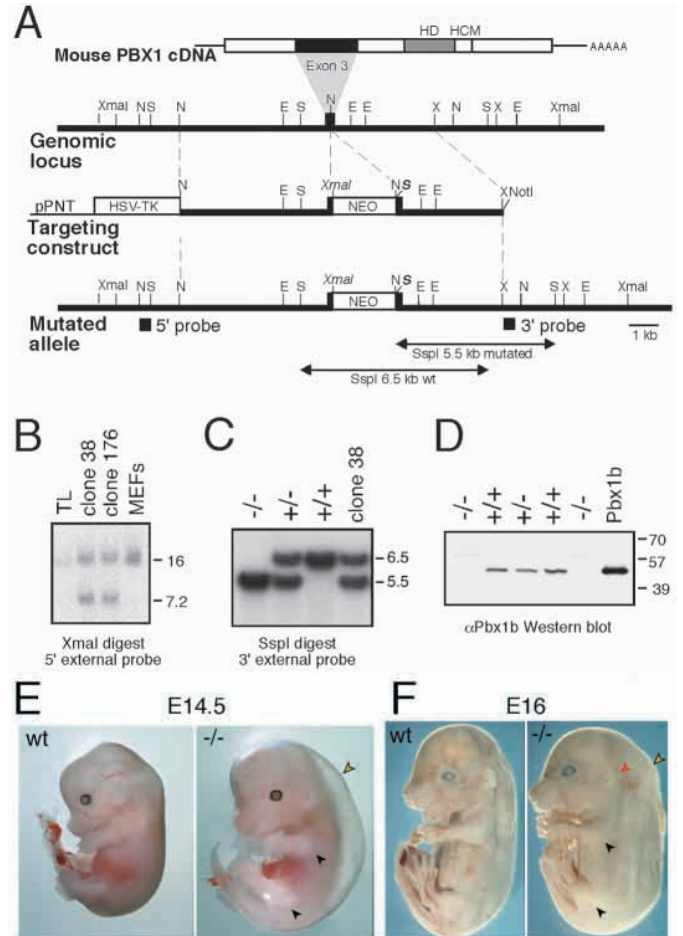 A
HD HCM
Mouse PBX1 cDNA
AAAAA
Exon 3
XmaI NS N E S N E E X N S X E XmaI
Genomic
locus
N E S XmaI N S E E X NotI
pPNT HSV-TK NEO
Targeting
construct
XmaI NS N E S XmaI N S E E X N S X E XmaI
NEO
Mutated
allele
5' probe
3' probe
1 kb
SspI 5.5 kb mutated
SspI 6.5 kb wt
B
TL
clone 38
clone 176
MEFs
16
7.2
XmaI digest
5' external probe
C
-/-
+/-
+/+
clone 38
6.5
5.5
SspI digest
3' external probe
D
-/-
+/+
+/-
+/+
-/-
Pbx1b
70
57
39
αPbx1b Western blot
E
E14.5
wt
-/-
F
E16
wt
-/-